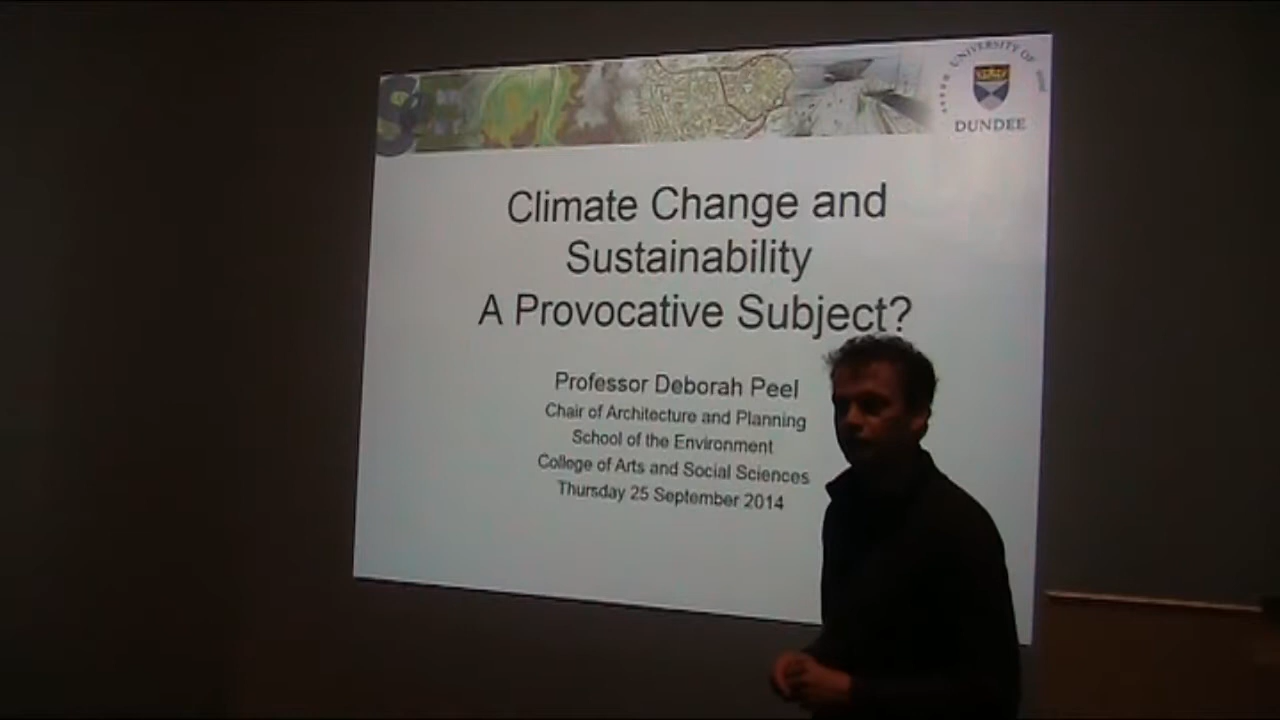 UNIVERSITY OF
DUNDEE
Climate Change and
Sustainability
A Provocative Subject?
Professor Deborah Peel
Chair of Architecture and Planning
School of the Environment
College of Arts and Social Sciences
Thursday 25 September 2014